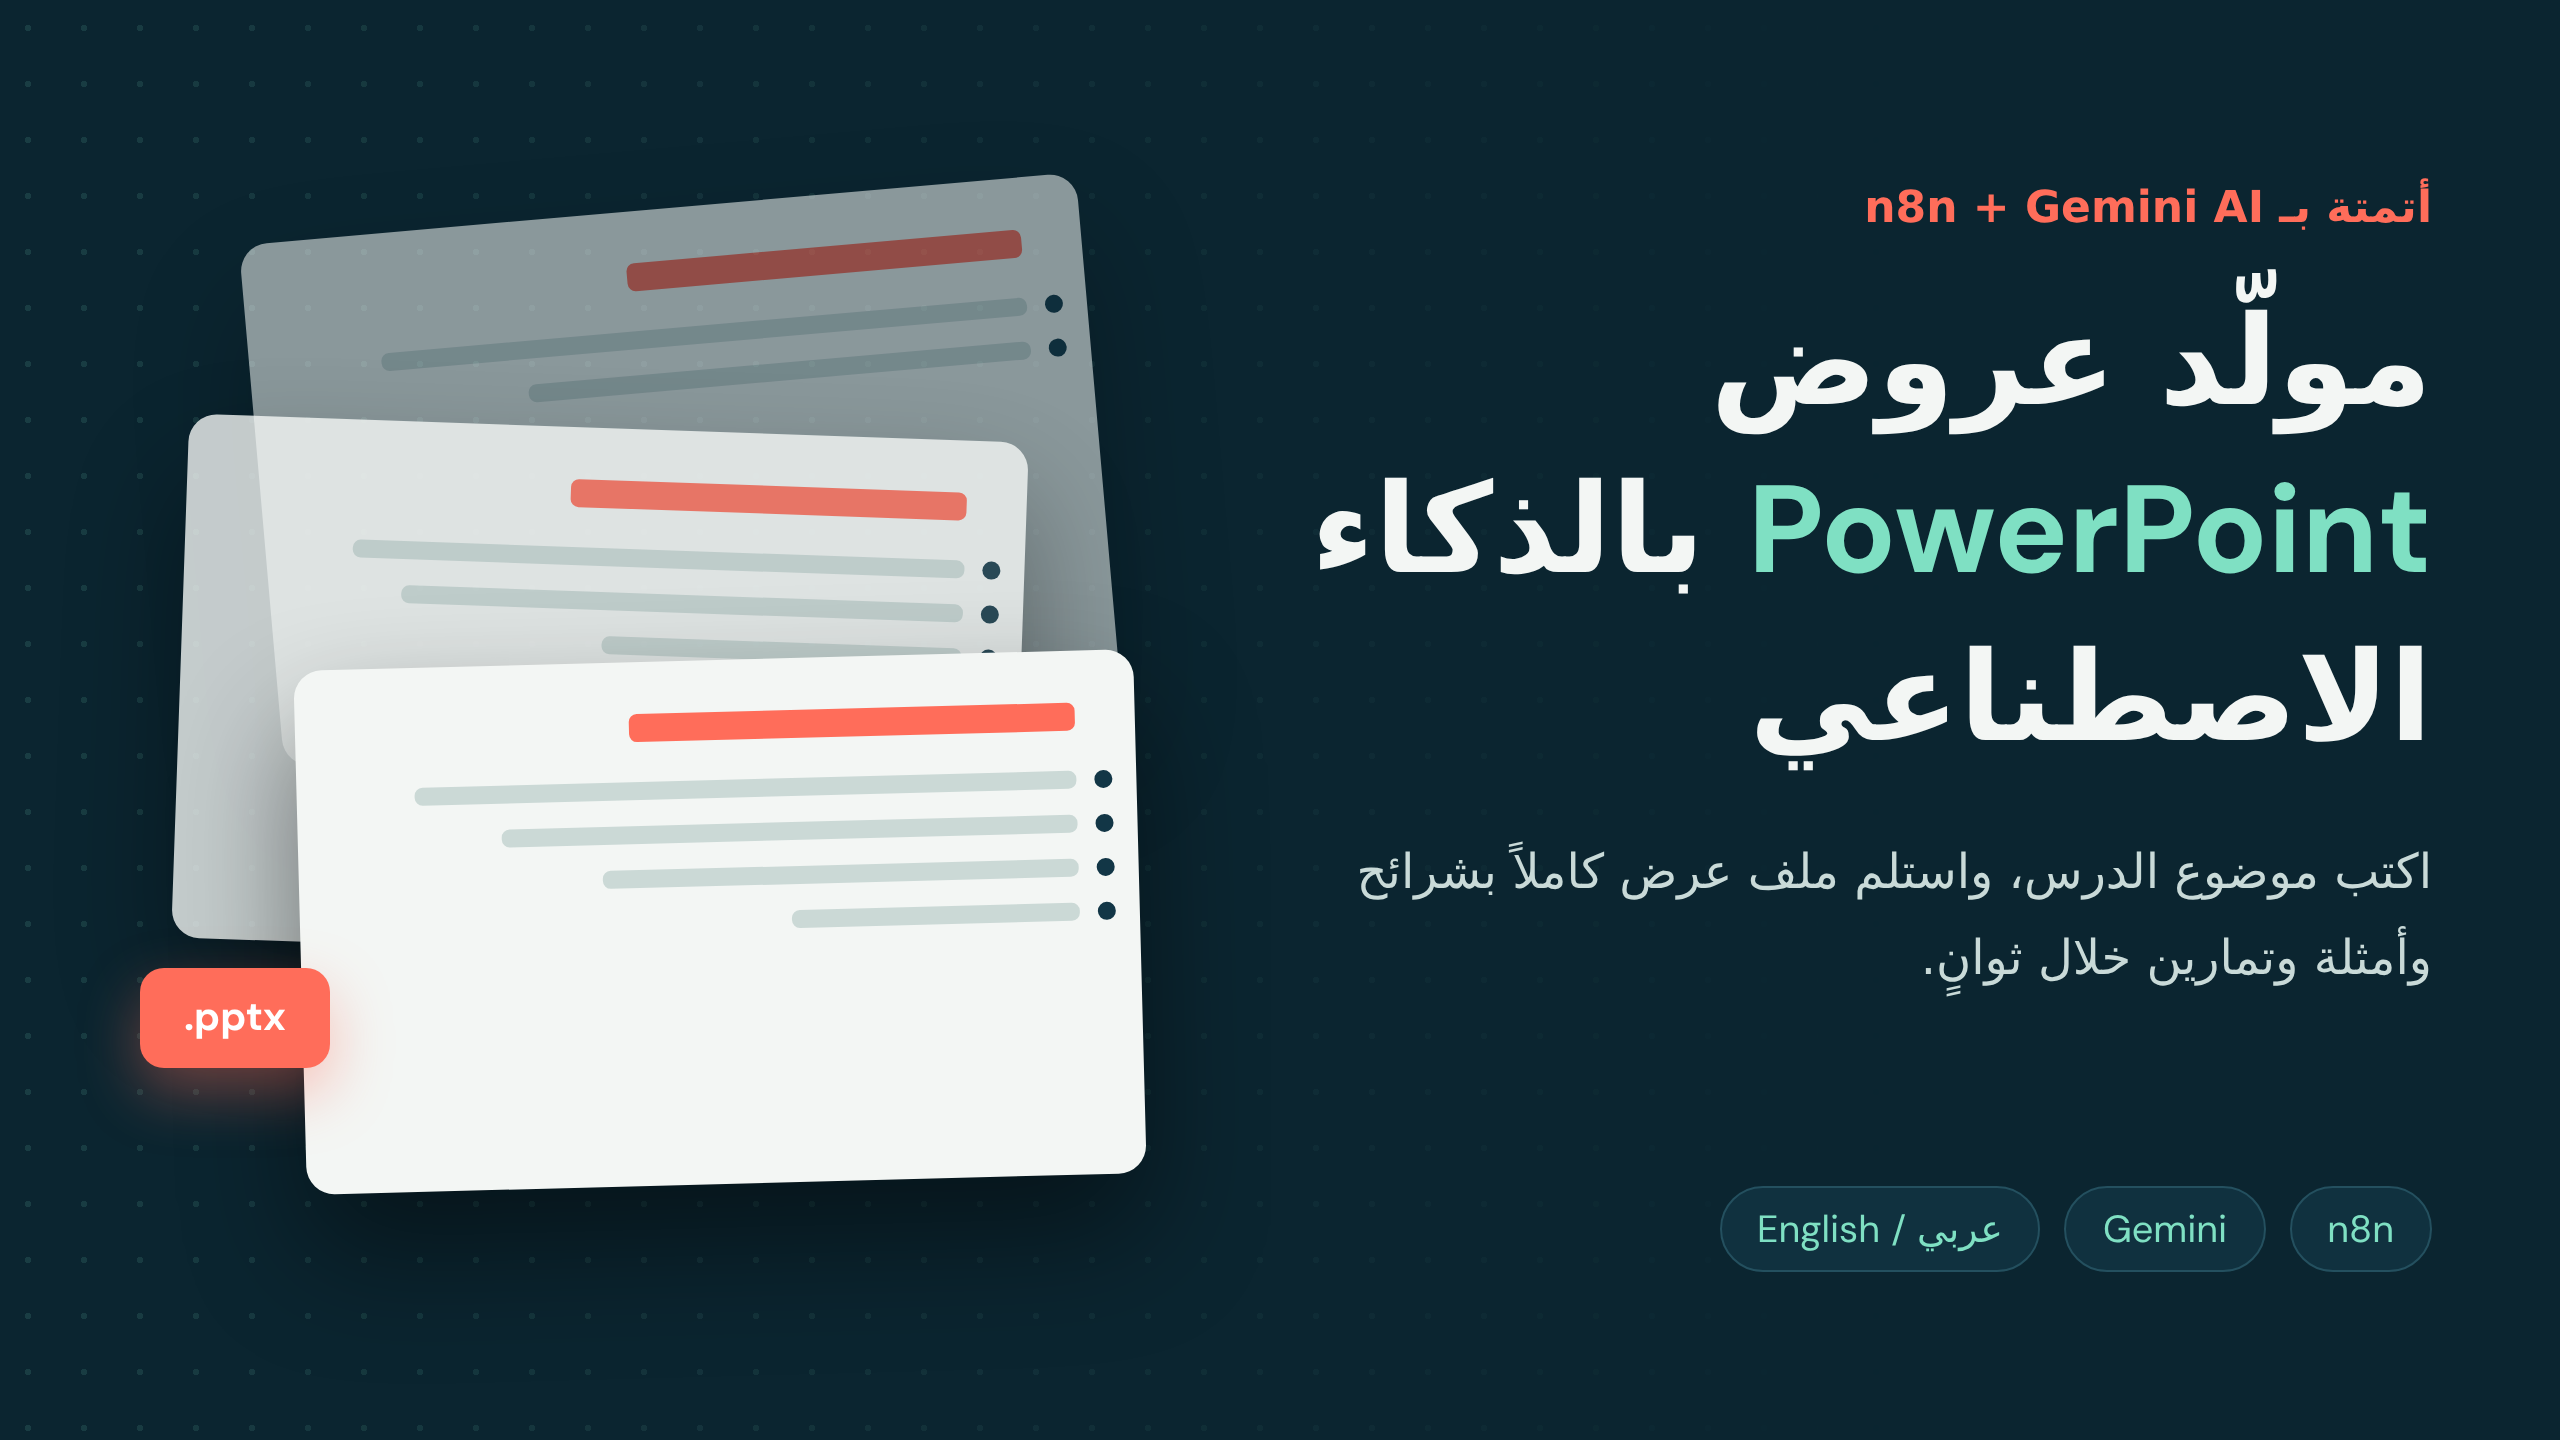 أتمتة بـ n8n + Gemini AI
مولّد عروض
PowerPoint بالذكاء
الاصطناعي
اكتب موضوع الدرس، واستلم ملف عرض كاملاً بشرائح
وأمثلة وتمارين خلال ثوانٍ.
n8n
Gemini
عربي / English
.pptx